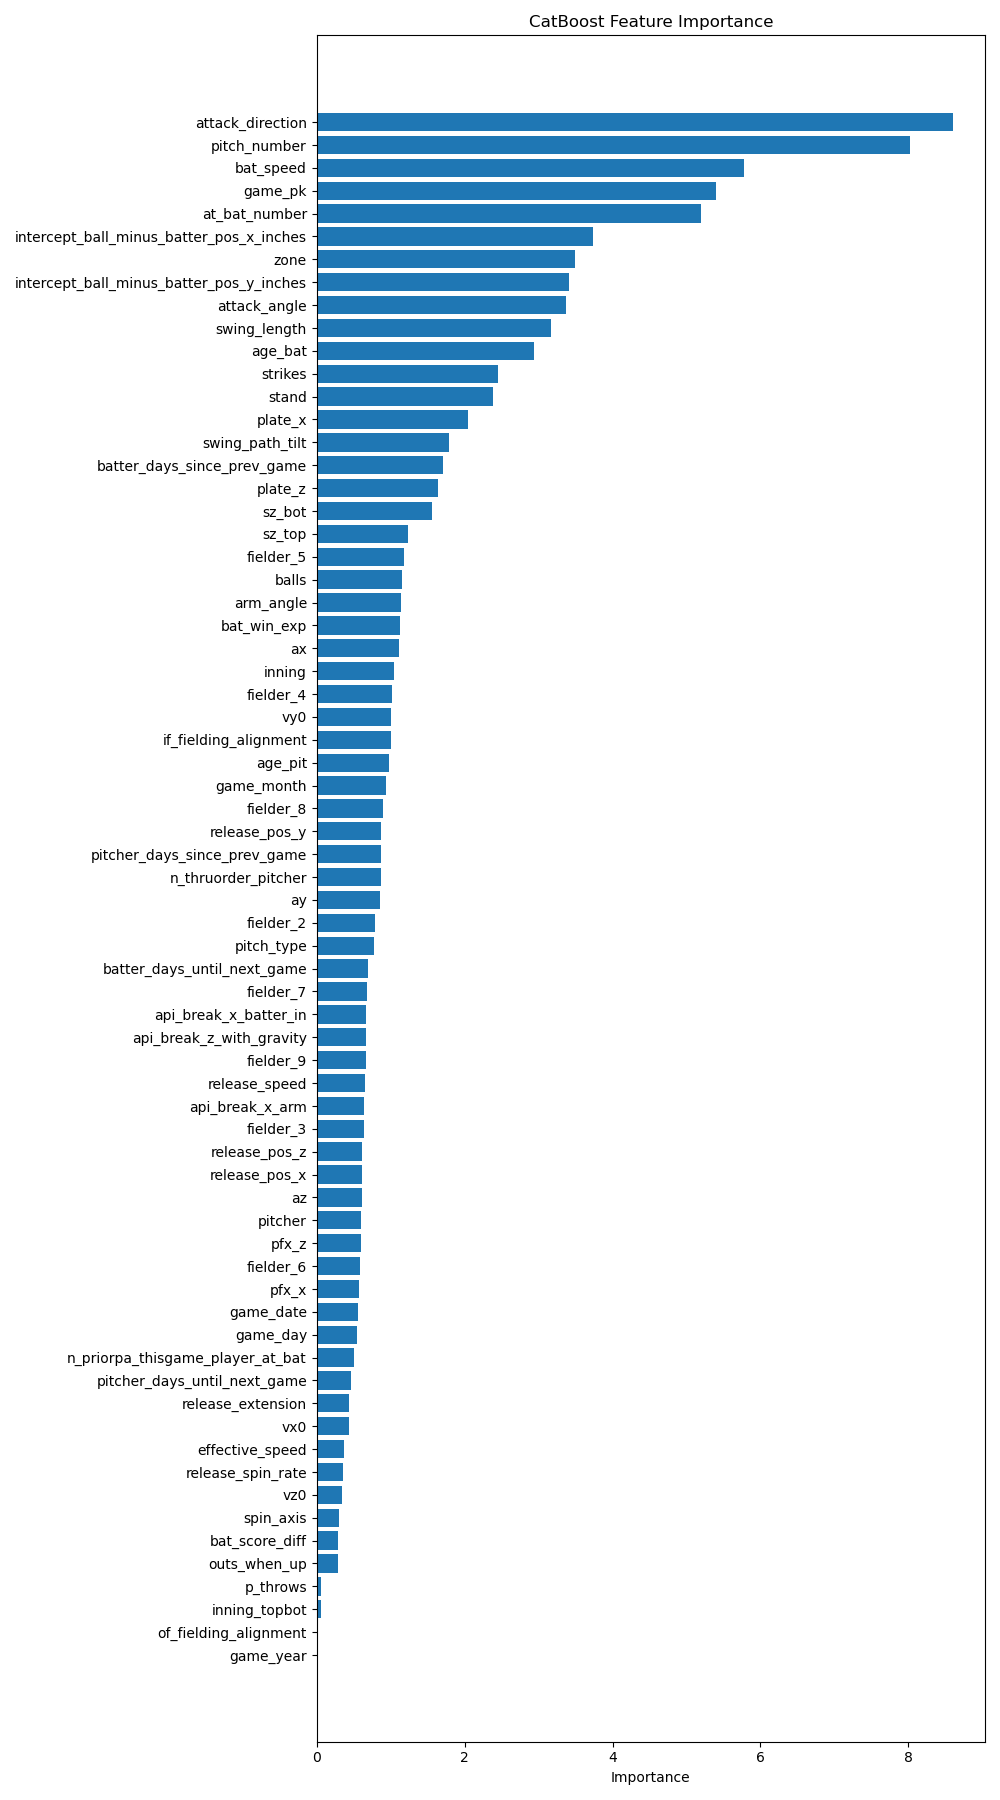 CatBoost Feature Importance
attack_direction
pitch_number
bat_speed
game_pk
at_bat_number
intercept_ball_minus_batter_pos_x_inches
zone
intercept_ball_minus_batter_pos_y_inches
attack_angle
swing_length
age_bat
strikes
stand
plate_x
swing_path_tilt
batter_days_since_prev_game
plate_z
sz_bot
sz_top
fielder_5
balls
arm_angle
bat_win_exp
ax
inning
fielder_4
vy0
if_fielding_alignment
age_pit
game_month
fielder_8
release_pos_y
pitcher_days_since_prev_game
n_thruorder_pitcher
ay
fielder_2
pitch_type
batter_days_until_next_game
fielder_7
api_break_x_batter_in
api_break_z_with_gravity
fielder_9
release_speed
api_break_x_arm
fielder_3
release_pos_z
release_pos_x
az
pitcher
pfx_z
fielder_6
pfx_x
game_date
game_day
n_priorpa_thisgame_player_at_bat
pitcher_days_until_next_game
release_extension
vx0
effective_speed
release_spin_rate
vz0
spin_axis
bat_score_diff
outs_when_up
p_throws
inning_topbot
of_fielding_alignment
game_year
0 2 4 6 8
Importance